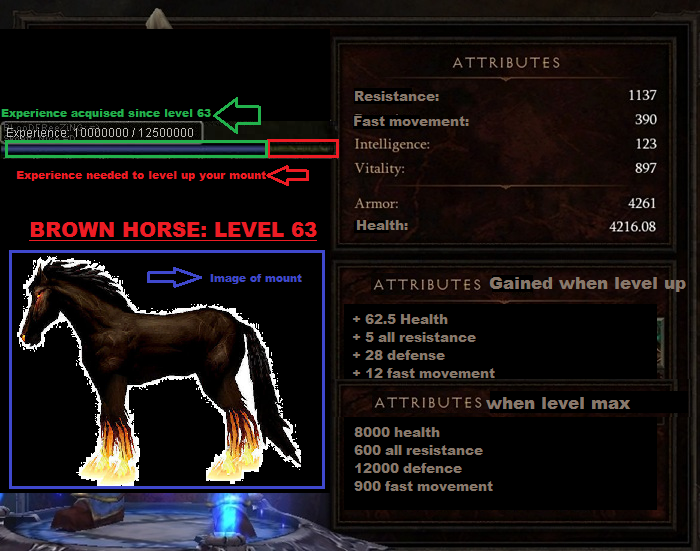 Experience acquised since level 63
Experience: 10000000 / 12500000
Experience needed to level up your mount
BROWN HORSE: LEVEL 63
Image of mount
ATTRIBUTES
Resistance: 1137
Fast movement: 390
Intelligence: 123
Vitality: 897
Armor: 4261
Health: 4216.08
ATTRIBUTES Gained when level up
+ 62.5 Health
+ 5 all resistance
+ 28 defense
+ 12 fast movement
ATTRIBUTES when level max
8000 health
600 all resistance
12000 defence
900 fast movement